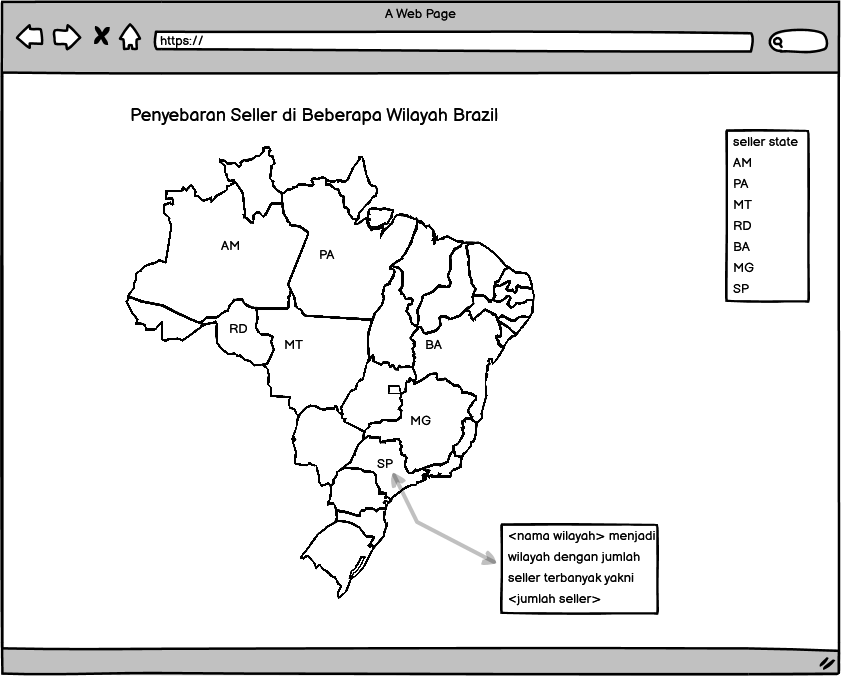 A Web Page
https://
Penyebaran Seller di Beberapa Wilayah Brazil
seller state
AM
PA
MT
RD
BA
MG
SP
AM
PA
RD
MT
BA
MG
SP
<nama wilayah> menjadi
wilayah dengan jumlah
seller terbanyak yakni
<jumlah seller>